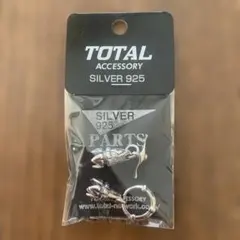 TOTAL
ACCESSORY
SILVER 925
SILVER
925
PARTS
ACCESSORY